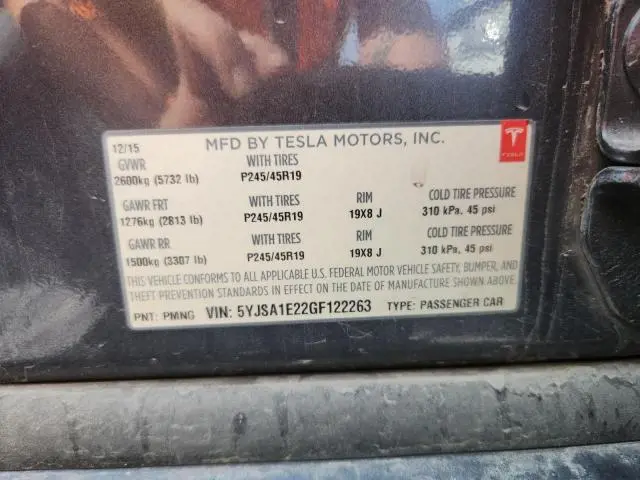 12/15 MFD BY TESLA MOTORS, INC.
TESLA
GVWR WITH TIRES
2600kg (5732 lb) P245/45R19
GAWR FRT WITH TIRES RIM COLD TIRE PRESSURE
1276kg (2813 lb) P245/45R19 19X8 J 310 kPa, 45 psi
GAWR RR WITH TIRES RIM COLD TIRE PRESSURE
1500kg (3307 lb) P245/45R19 19X8 J 310 kPa, 45 psi
THIS VEHICLE CONFORMS TO ALL APPLICABLE U.S. FEDERAL MOTOR VEHICLE SAFETY, BUMPER, AND
THEFT PREVENTION STANDARDS IN EFFECT ON THE DATE OF MANUFACTURE SHOWN ABOVE.
PNT: PMNG VIN: 5YJSA1E22GF122263 TYPE: PASSENGER CAR